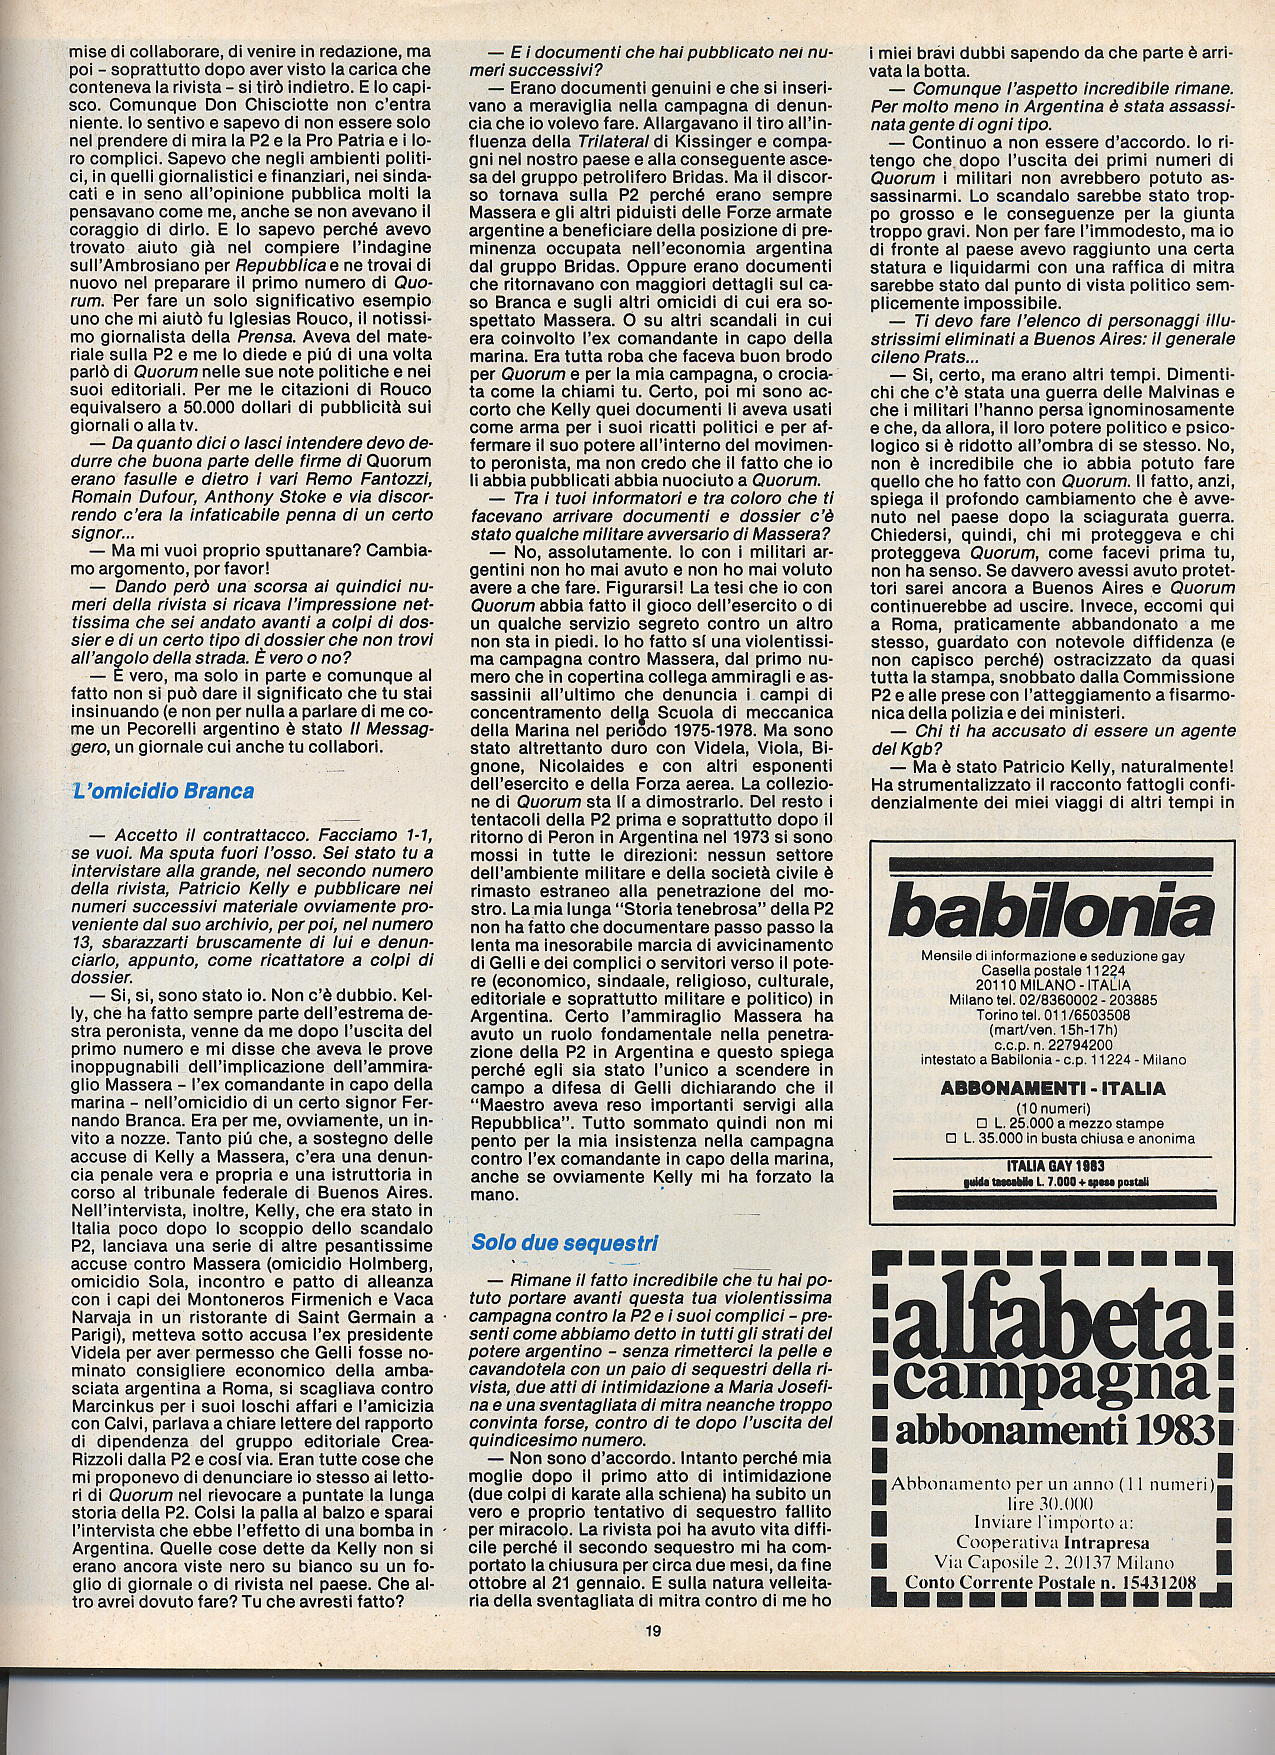 mise di collaborare, di venire in redazione, ma
poi – soprattutto dopo aver visto la carica che
conteneva la rivista – si tirò indietro. E lo capi-
sco. Comunque Don Chisciotte non c'entra
niente. Io sentivo e sapevo di non essere solo
nel prendere di mira la P2 e la Pro Patria e i lo-
ro complici. Sapevo che negli ambienti politi-
ci, in quelli giornalistici e finanziari, nei sinda-
cati e in seno all'opinione pubblica molti la
pensavano come me, anche se non avevano il
coraggio di dirlo. E lo sapevo perché avevo
trovato aiuto già nel compiere l'indagine
sull'Ambrosiano per Repubblica e ne trovai di
nuovo nel preparare il primo numero di Quo-
rum. Per fare un solo significativo esempio
uno che mi aiutò fu Iglesias Rouco, il notissi-
mo giornalista della Prensa. Aveva del mate-
riale sulla P2 e me lo diede e piú di una volta
parlò di Quorum nelle sue note politiche e nei
suoi editoriali. Per me le citazioni di Rouco
equivalsero a 50.000 dollari di pubblicità sui
giornali o alla tv.
— Da quanto dici o lasci intendere devo de-
durre che buona parte delle firme di Quorum
erano fasulle e dietro i vari Remo Fantozzi,
Romain Dufour, Anthony Stoke e via discor-
rendo c'era la infaticabile penna di un certo
signor...
— Ma mi vuoi proprio sputtanare? Cambia-
mo argomento, por favor!
— Dando però una scorsa ai quindici nu-
meri della rivista si ricava l'impressione net-
tissima che sei andato avanti a colpi di dos-
sier e di un certo tipo di dossier che non trovi
all'angolo della strada. È vero o no?
— È vero, ma solo in parte e comunque al
fatto non si può dare il significato che tu stai
insinuando (e non per nulla a parlare di me co-
me un Pecorelli argentino è stato Il Messag-
gero, un giornale cui anche tu collabori.
L'omicidio Branca
— Accetto il contrattacco. Facciamo 1-1,
se vuoi. Ma sputa fuori l'osso. Sei stato tu a
intervistare alla grande, nel secondo numero
della rivista, Patricio Kelly e pubblicare nei
numeri successivi materiale ovviamente pro-
veniente dal suo archivio, per poi, nel numero
13, sbarazzarti bruscamente di lui e denun-
ciarlo, appunto, come ricattatore a colpi di
dossier.
— Si, si, sono stato io. Non c'è dubbio. Kel-
ly, che ha fatto sempre parte dell'estrema de-
stra peronista, venne da me dopo l'uscita del
primo numero e mi disse che aveva le prove
inoppugnabili dell'implicazione dell'ammira-
glio Massera – l'ex comandante in capo della
marina – nell'omicidio di un certo signor Fer-
nando Branca. Era per me, ovviamente, un in-
vito a nozze. Tanto piú che, a sostegno delle
accuse di Kelly a Massera, c'era una denun-
cia penale vera e propria e una istruttoria in
corso al tribunale federale di Buenos Aires.
Nell'intervista, inoltre, Kelly, che era stato in
Italia poco dopo lo scoppio dello scandalo
P2, lanciava una serie di altre pesantissime
accuse contro Massera (omicidio Holmberg,
omicidio Sola, incontro e patto di alleanza
con i capi dei Montoneros Firmenich e Vaca
Narvaja in un ristorante di Saint Germain a
Parigi), metteva sotto accusa l'ex presidente
Videla per aver permesso che Gelli fosse no-
minato consigliere economico della amba-
sciata argentina a Roma, si scagliava contro
Marcinkus per i suoi loschi affari e l'amicizia
con Calvi, parlava a chiare lettere del rapporto
di dipendenza del gruppo editoriale Crea-
Rizzoli dalla P2 e cosí via. Eran tutte cose che
mi proponevo di denunciare io stesso ai letto-
ri di Quorum nel rievocare a puntate la lunga
storia della P2. Colsi la palla al balzo e sparai
l'intervista che ebbe l'effetto di una bomba in
Argentina. Quelle cose dette da Kelly non si
erano ancora viste nero su bianco su un fo-
glio di giornale o di rivista nel paese. Che al-
tro avrei dovuto fare? Tu che avresti fatto?
— E i documenti che hai pubblicato nei nu-
meri successivi?
— Erano documenti genuini e che si inseri-
vano a meraviglia nella campagna di denun-
cia che io volevo fare. Allargavano il tiro all'in-
fluenza della Trilateral di Kissinger e compa-
gni nel nostro paese e alla conseguente asce-
sa del gruppo petrolifero Bridas. Ma il discor-
so tornava sulla P2 perché erano sempre
Massera e gli altri piduisti delle Forze armate
argentine a beneficiare della posizione di pre-
minenza occupata nell'economia argentina
dal gruppo Bridas. Oppure erano documenti
che ritornavano con maggiori dettagli sul ca-
so Branca e sugli altri omicidi di cui era so-
spettato Massera. O su altri scandali in cui
era coinvolto l'ex comandante in capo della
marina. Era tutta roba che faceva buon brodo
per Quorum e per la mia campagna, o crocia-
ta come la chiami tu. Certo, poi mi sono ac-
corto che Kelly quei documenti li aveva usati
come arma per i suoi ricatti politici e per af-
fermare il suo potere all'interno del movimen-
to peronista, ma non credo che il fatto che io
li abbia pubblicati abbia nuociuto a Quorum.
— Tra i tuoi informatori e tra coloro che ti
facevano arrivare documenti e dossier c'è
stato qualche militare avversario di Massera?
— No, assolutamente. Io con i militari ar-
gentini non ho mai avuto e non ho mai voluto
avere a che fare. Figurarsi! La tesi che io con
Quorum abbia fatto il gioco dell'esercito o di
un qualche servizio segreto contro un altro
non sta in piedi. Io ho fatto sí una violentissi-
ma campagna contro Massera, dal primo nu-
mero che in copertina collega ammiragli e as-
sassinii all'ultimo che denuncia i campi di
concentramento della Scuola di meccanica
della Marina nel periodo 1975-1978. Ma sono
stato altrettanto duro con Videla, Viola, Bi-
gnone, Nicolaides e con altri esponenti
dell'esercito e della Forza aerea. La collezio-
ne di Quorum sta lí a dimostrarlo. Del resto i
tentacoli della P2 prima e soprattutto dopo il
ritorno di Peron in Argentina nel 1973 si sono
mossi in tutte le direzioni: nessun settore
dell'ambiente militare e della società civile è
rimasto estraneo alla penetrazione del mo-
stro. La mia lunga "Storia tenebrosa" della P2
non ha fatto che documentare passo passo la
lenta ma inesorabile marcia di avvicinamento
di Gelli e dei complici o servitori verso il pote-
re (economico, sindaale, religioso, culturale,
editoriale e soprattutto militare e politico) in
Argentina. Certo l'ammiraglio Massera ha
avuto un ruolo fondamentale nella penetra-
zione della P2 in Argentina e questo spiega
perché egli sia stato l'unico a scendere in
campo a difesa di Gelli dichiarando che il
"Maestro aveva reso importanti servigi alla
Repubblica". Tutto sommato quindi non mi
pento per la mia insistenza nella campagna
contro l'ex comandante in capo della marina,
anche se ovviamente Kelly mi ha forzato la
mano.
Solo due sequestri
— Rimane il fatto incredibile che tu hai po-
tuto portare avanti questa tua violentissima
campagna contro la P2 e i suoi complici – pre-
senti come abbiamo detto in tutti gli strati del
potere argentino – senza rimetterci la pelle e
cavandotela con un paio di sequestri della ri-
vista, due atti di intimidazione a Maria Josefi-
na e una sventagliata di mitra neanche troppo
convinta forse, contro di te dopo l'uscita del
quindicesimo numero.
— Non sono d'accordo. Intanto perché mia
moglie dopo il primo atto di intimidazione
(due colpi di karate alla schiena) ha subito un
vero e proprio tentativo di sequestro fallito
per miracolo. La rivista poi ha avuto vita diffi-
cile perché il secondo sequestro mi ha com-
portato la chiusura per circa due mesi, da fine
ottobre al 21 gennaio. E sulla natura velleita-
ria della sventagliata di mitra contro di me ho
i miei bravi dubbi sapendo da che parte è arri-
vata la botta.
— Comunque l'aspetto incredibile rimane.
Per molto meno in Argentina è stata assassi-
nata gente di ogni tipo.
— Continuo a non essere d'accordo. Io ri-
tengo che dopo l'uscita dei primi numeri di
Quorum i militari non avrebbero potuto as-
sassinarmi. Lo scandalo sarebbe stato trop-
po grosso e le conseguenze per la giunta
troppo gravi. Non per fare l'immodesto, ma io
di fronte al paese avevo raggiunto una certa
statura e liquidarmi con una raffica di mitra
sarebbe stato dal punto di vista politico sem-
plicemente impossibile.
— Ti devo fare l'elenco di personaggi illu-
strissimi eliminati a Buenos Aires: il generale
cileno Prats...
— Si, certo, ma erano altri tempi. Dimenti-
chi che c'è stata una guerra delle Malvinas e
che i militari l'hanno persa ignominosamente
e che, da allora, il loro potere politico e psico-
logico si è ridotto all'ombra di se stesso. No,
non è incredibile che io abbia potuto fare
quello che ho fatto con Quorum. Il fatto, anzi,
spiega il profondo cambiamento che è avve-
nuto nel paese dopo la sciagurata guerra.
Chiedersi, quindi, chi mi proteggeva e chi
proteggeva Quorum, come facevi prima tu,
non ha senso. Se davvero avessi avuto protet-
tori sarei ancora a Buenos Aires e Quorum
continuerebbe ad uscire. Invece, eccomi qui
a Roma, praticamente abbandonato a me
stesso, guardato con notevole diffidenza (e
non capisco perché) ostracizzato da quasi
tutta la stampa, snobbato dalla Commissione
P2 e alle prese con l'atteggiamento a fisarmo-
nica della polizia e dei ministeri.
— Chi ti ha accusato di essere un agente
del Kgb?
— Ma è stato Patricio Kelly, naturalmente!
Ha strumentalizzato il racconto fattogli confi-
denzialmente dei miei viaggi di altri tempi in
babilonia
Mensile di informazione e seduzione gay
Casella postale 11224
20110 MILANO - ITALIA
Milano tel. 02/8360002 - 203885
Torino tel. 011/6503508
(mart/ven. 15h-17h)
c.c.p. n. 22794200
intestato a Babilonia - c.p. 11224 - Milano
ABBONAMENTI - ITALIA
(10 numeri)
□ L. 25.000 a mezzo stampe
□ L. 35.000 in busta chiusa e anonima
ITALIA GAY 1983
guida tascabile L. 7.000 + spese postali
alfabeta
campagna
abbonamenti 1983
Abbonamento per un anno (11 numeri)
lire 30.000
Inviare l'importo a:
Cooperativa Intrapresa
Via Caposile 2, 20137 Milano
Conto Corrente Postale n. 15431208
19